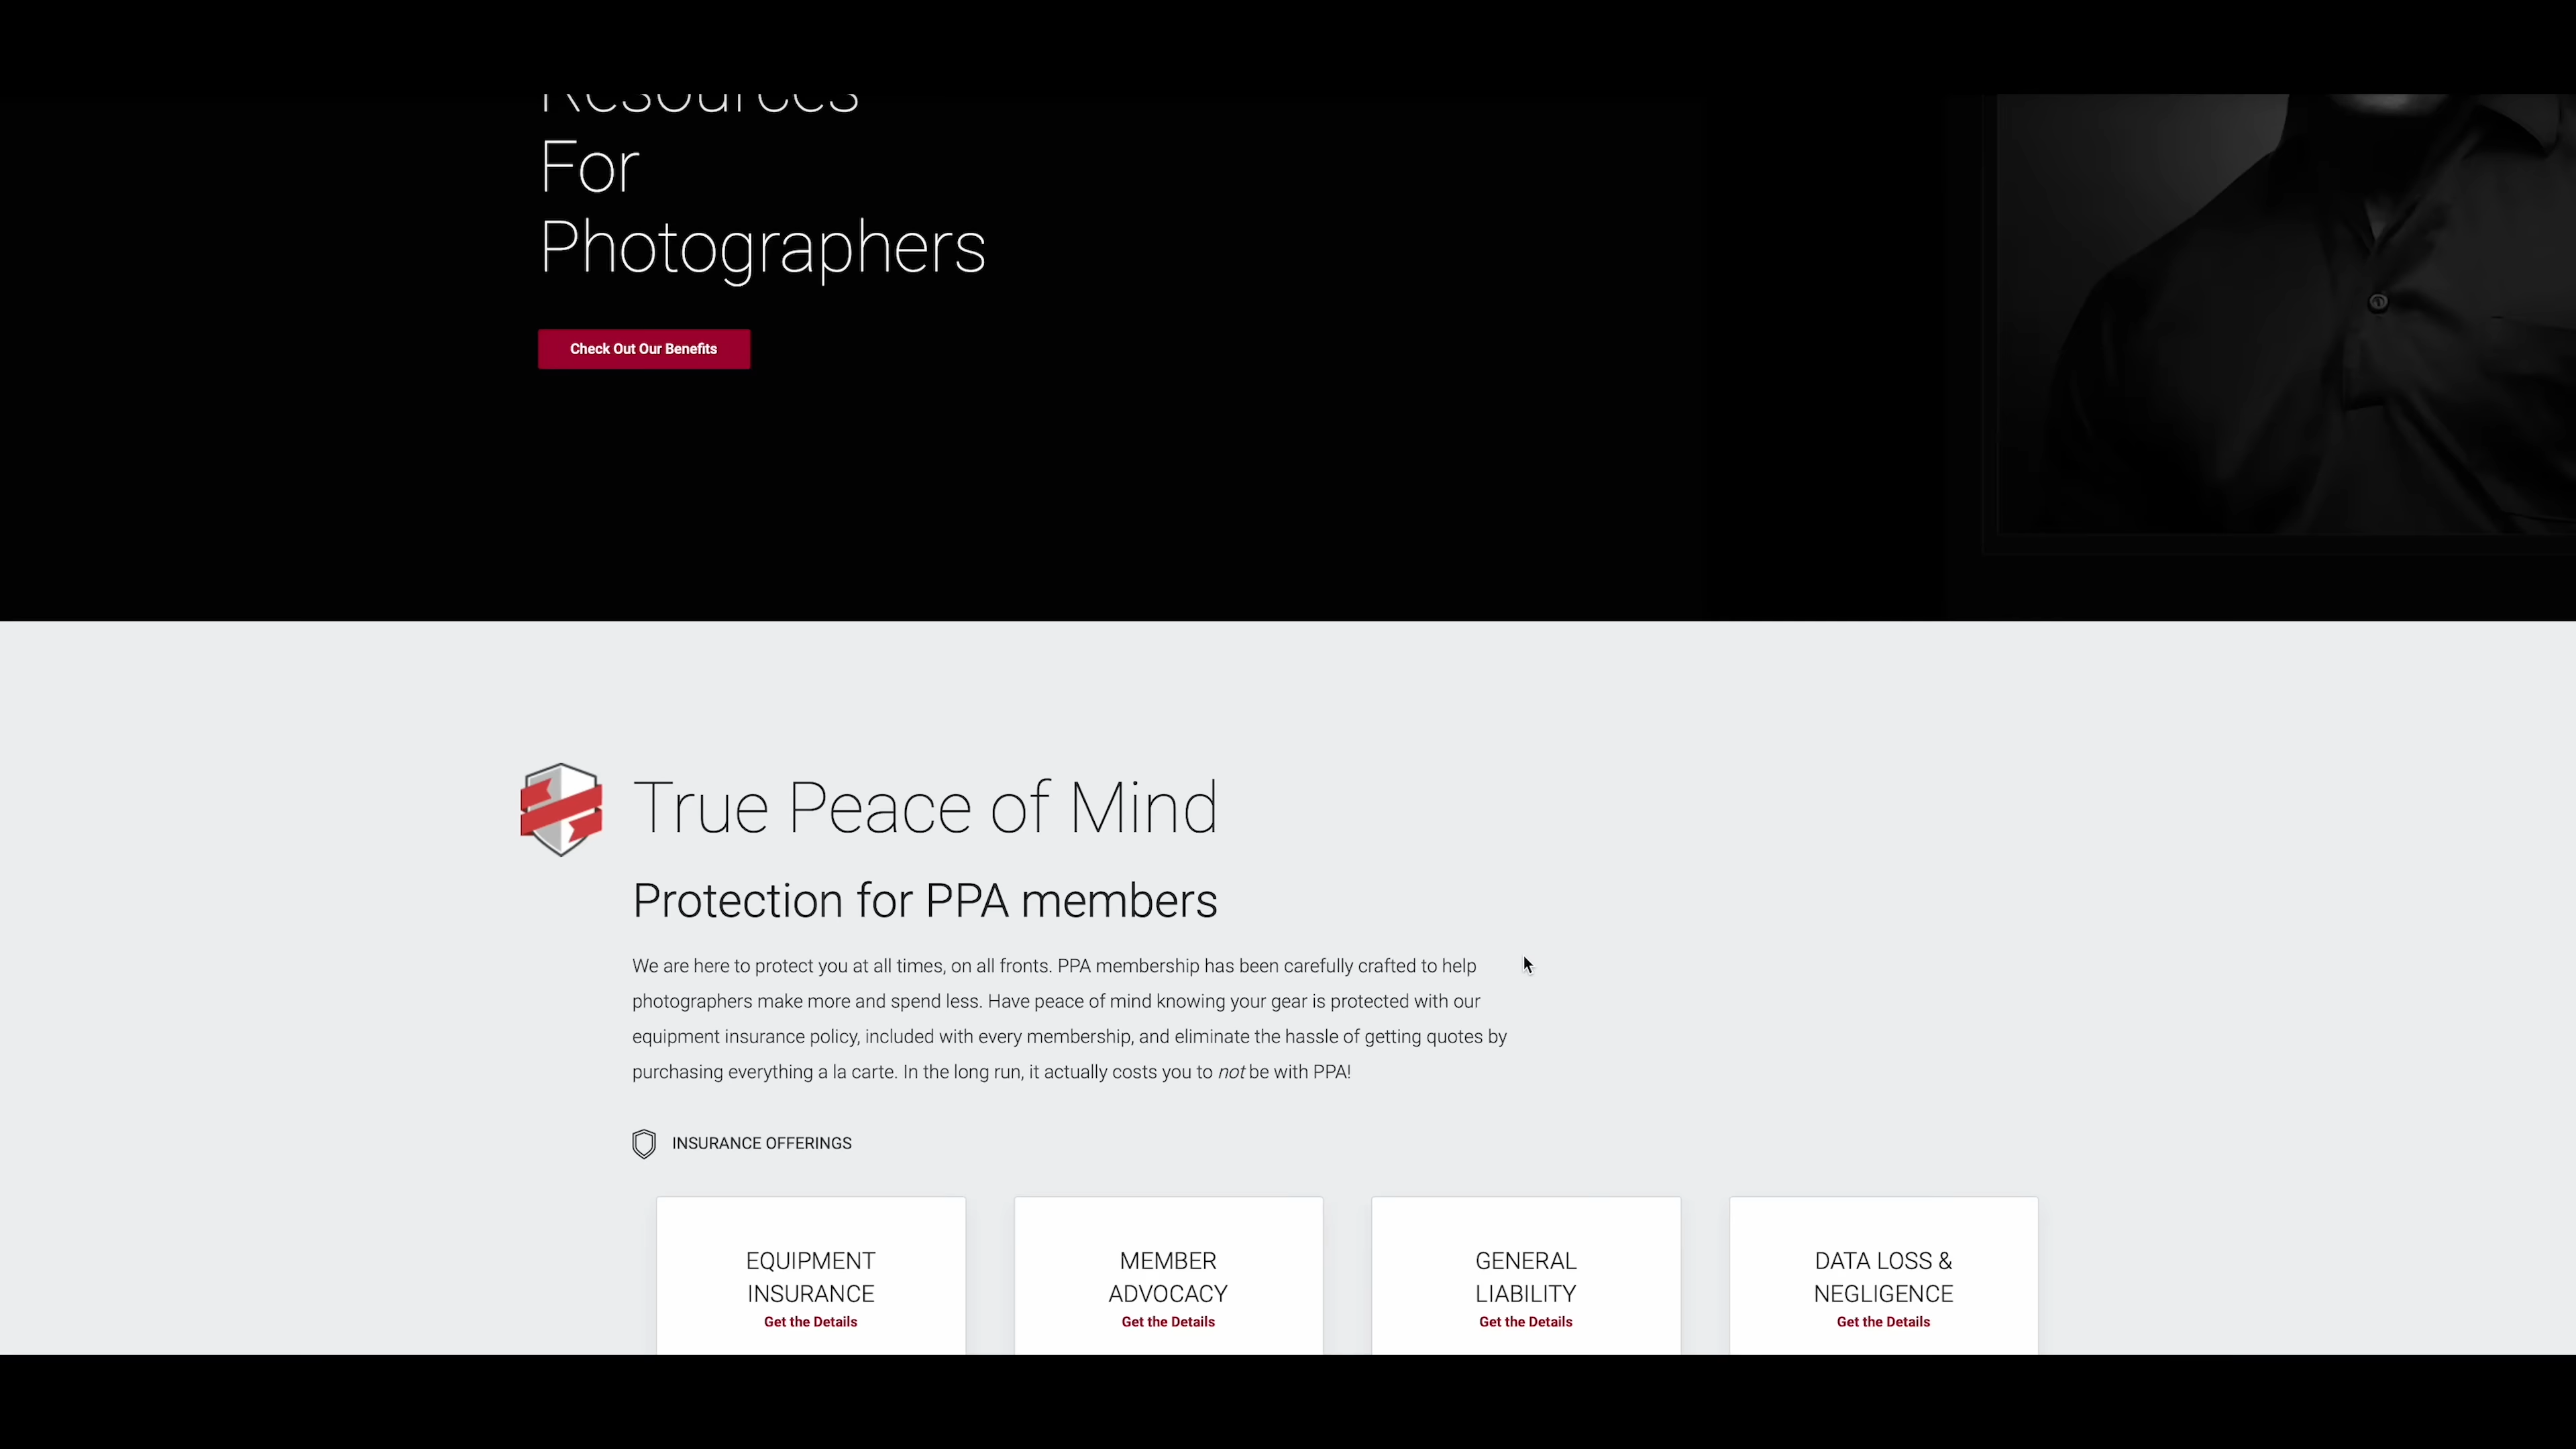 Resources
For
Photographers
Check Out Our Benefits
True Peace of Mind
Protection for PPA members
We are here to protect you at all times, on all fronts. PPA membership has been carefully crafted to help
photographers make more and spend less. Have peace of mind knowing your gear is protected with our
equipment insurance policy, included with every membership, and eliminate the hassle of getting quotes by
purchasing everything a la carte. In the long run, it actually costs you to not be with PPA!
INSURANCE OFFERINGS
EQUIPMENT
INSURANCE
Get the Details
MEMBER
ADVOCACY
Get the Details
GENERAL
LIABILITY
Get the Details
DATA LOSS &
NEGLIGENCE
Get the Details